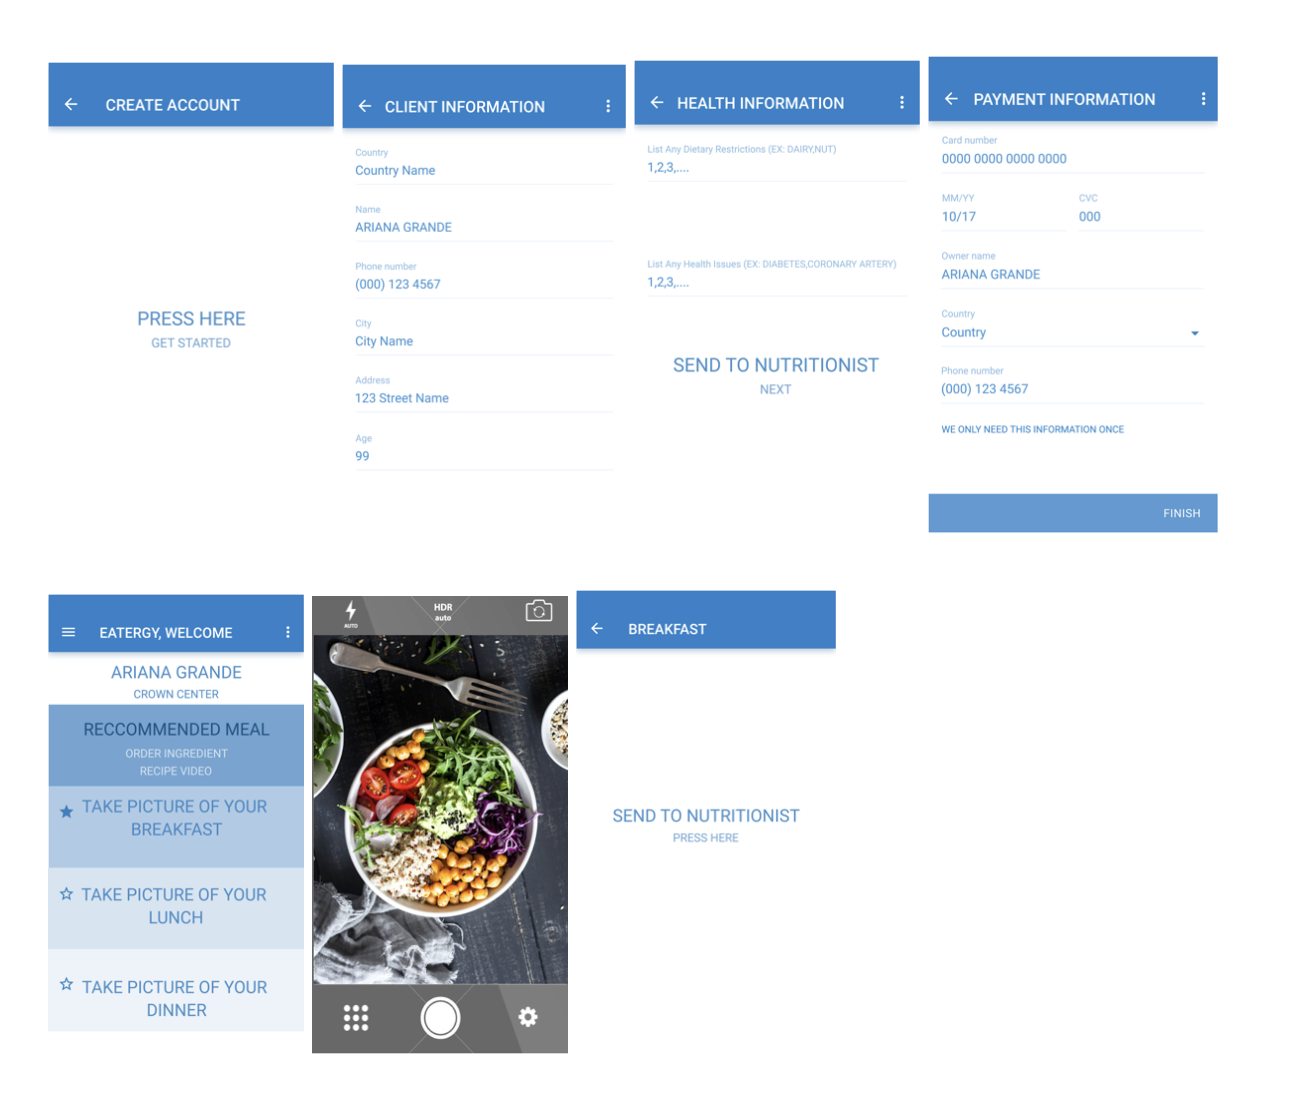 CREATE ACCOUNT
PRESS HERE
GET STARTED
CLIENT INFORMATION
Country
Country Name
Name
ARIANA GRANDE
Phone number
(000) 123 4567
City
City Name
Address
123 Street Name
Age
99
HEALTH INFORMATION
List Any Dietary Restrictions (EX: DAIRY,NUT)
1,2,3,....
List Any Health Issues (EX: DIABETES,CORONARY ARTERY)
1,2,3,....
SEND TO NUTRITIONIST
NEXT
PAYMENT INFORMATION
Card number
0000 0000 0000 0000
MM/YY CVC
10/17 000
Owner name
ARIANA GRANDE
Country
Country
Phone number
(000) 123 4567
WE ONLY NEED THIS INFORMATION ONCE
FINISH
EATERGY, WELCOME
ARIANA GRANDE
CROWN CENTER
RECCOMMENDED MEAL
ORDER INGREDIENT
RECIPE VIDEO
TAKE PICTURE OF YOUR
BREAKFAST
TAKE PICTURE OF YOUR
LUNCH
TAKE PICTURE OF YOUR
DINNER
AUTO
HDR
auto
BREAKFAST
SEND TO NUTRITIONIST
PRESS HERE